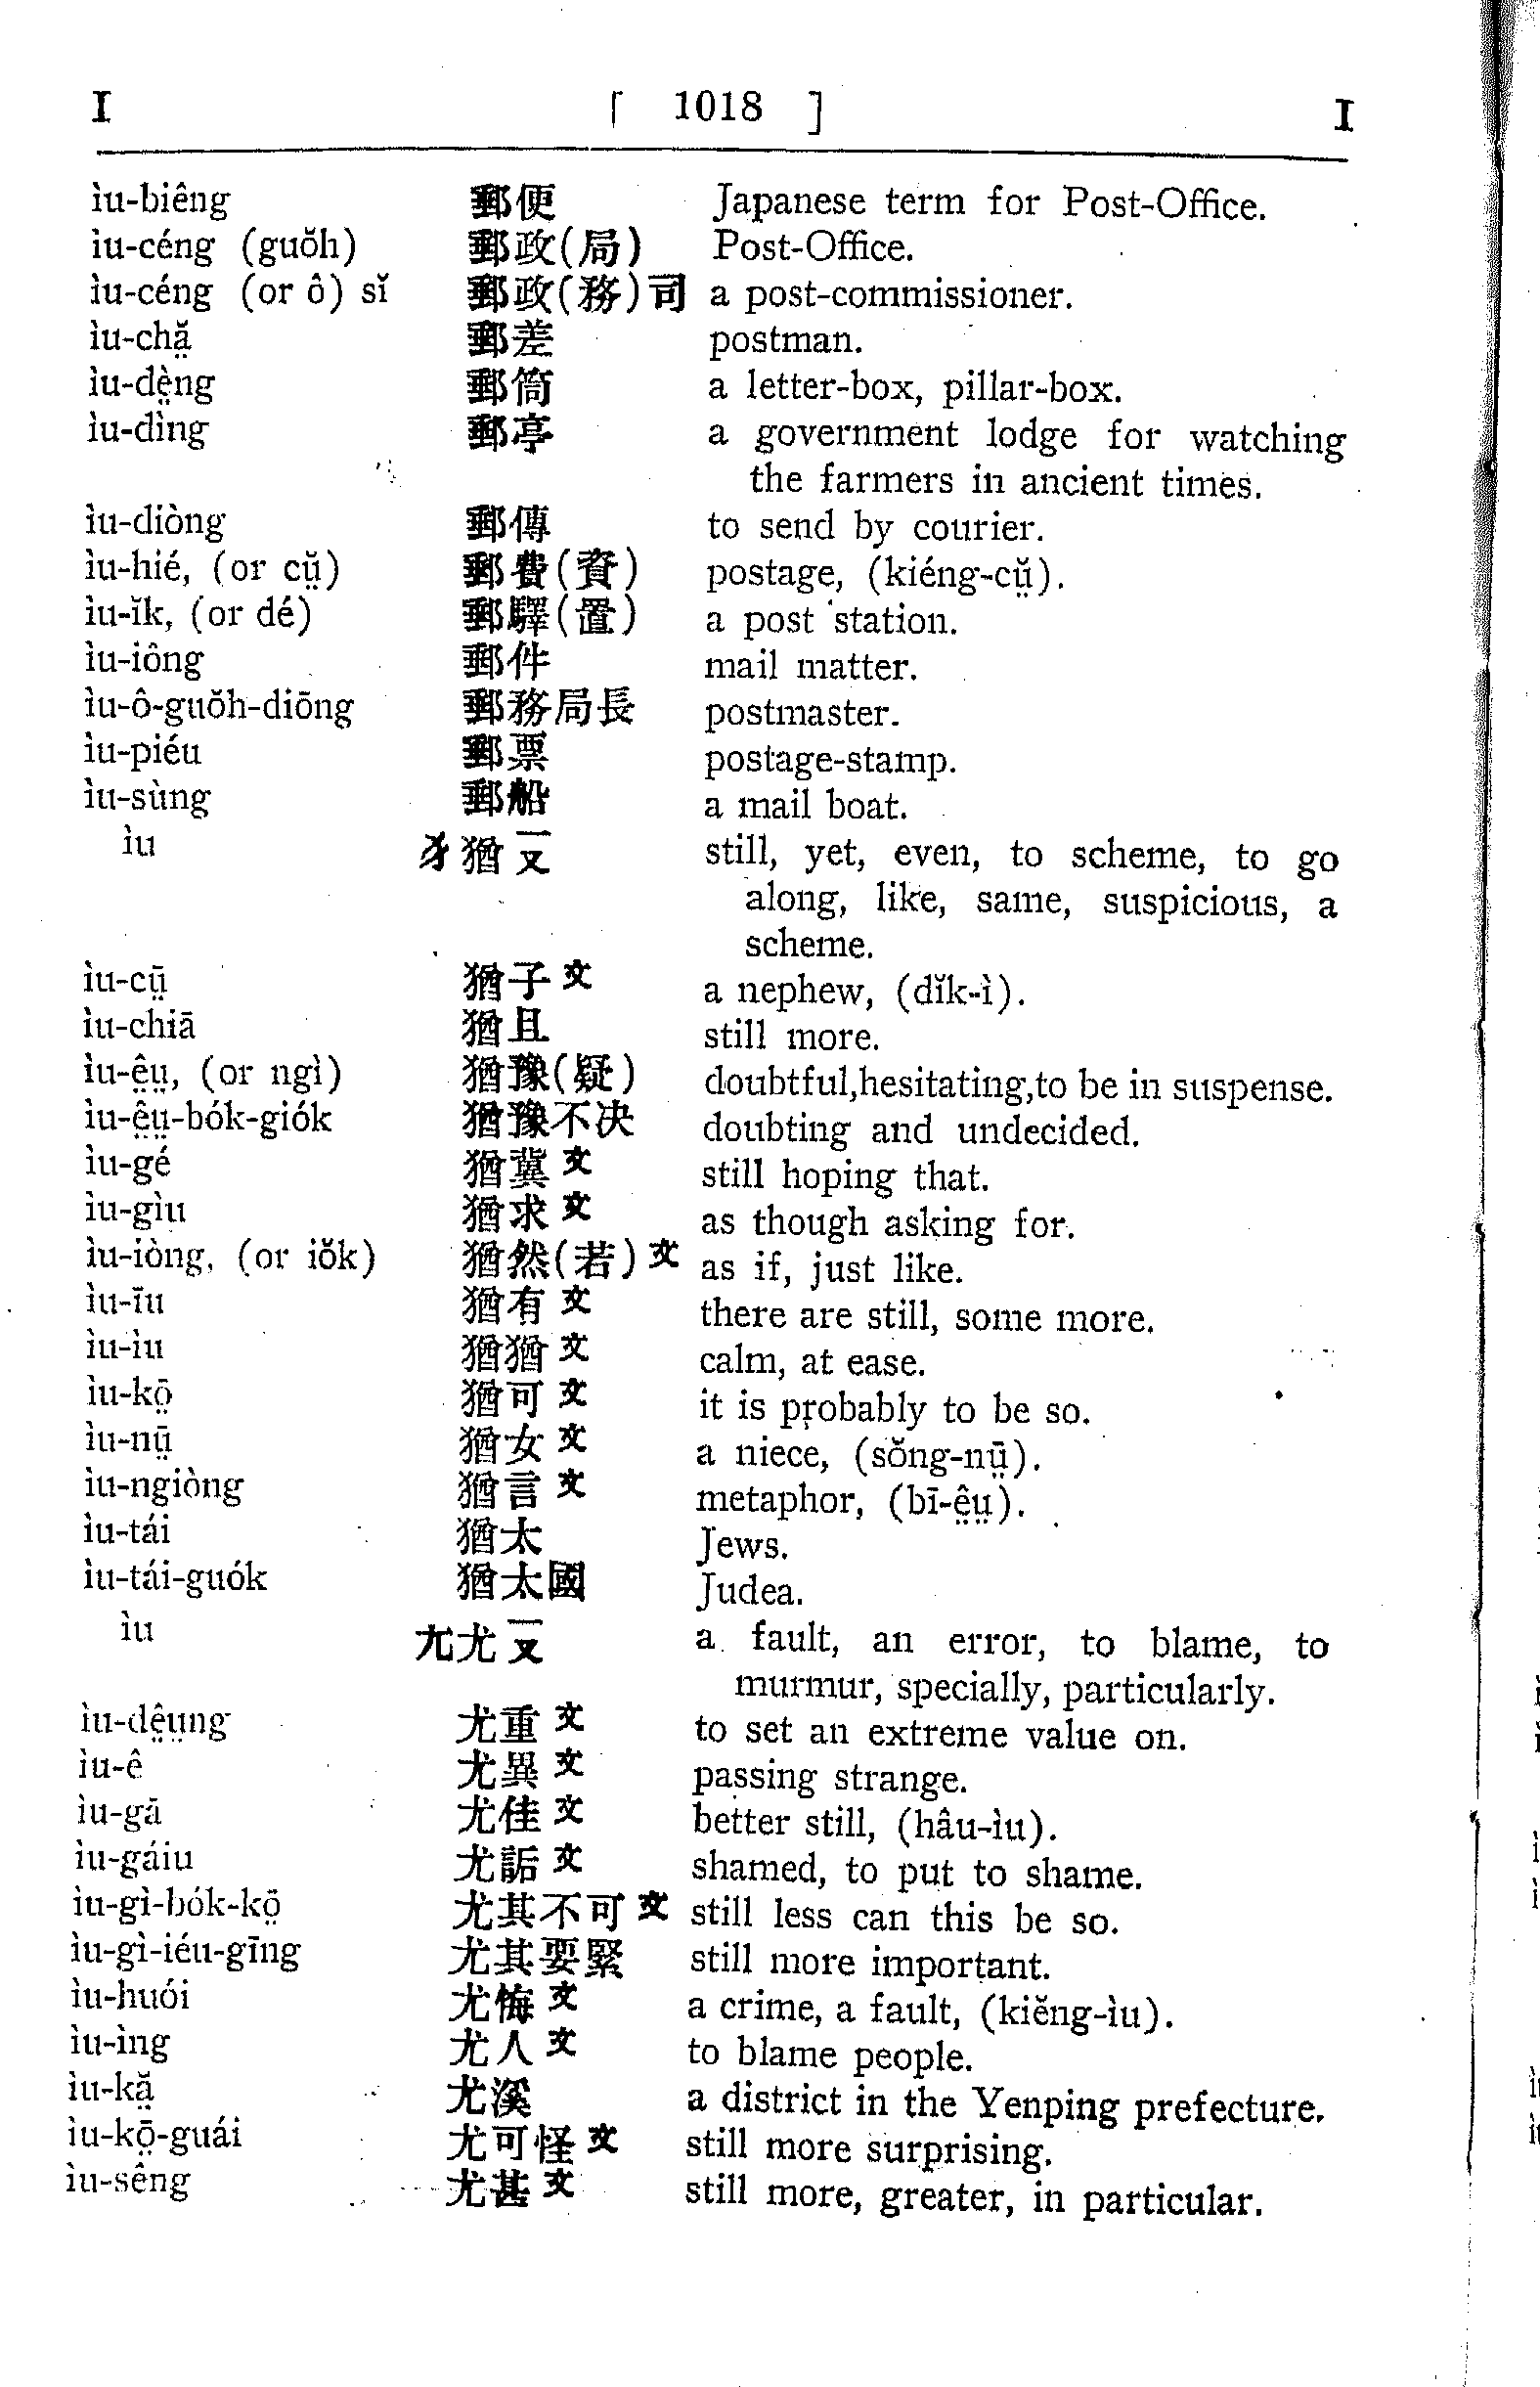 I [ 1018 ] I
ìu-biêng 郵便 Japanese term for Post-Office.
ìu-céng (guŏh) 郵政(局) Post-Office.
ìu-céng (or ô) sĭ 郵政(務)司 a post-commissioner.
ìu-chă̤ 郵差 postman.
ìu-dè̤ng 郵筒 a letter-box, pillar-box.
ìu-dìng 郵亭 a government lodge for watching
the farmers in ancient times.
ìu-diòng 郵傳 to send by courier.
ìu-hié, (or cṳ̆) 郵費(資) postage, (kiéng-cṳ̆).
ìu-ĭk, (or dé) 郵驛(置) a post station.
ìu-iông 郵件 mail matter.
ìu-ô-guŏh-diōng 郵務局長 postmaster.
ìu-piéu 郵票 postage-stamp.
ìu-sùng 郵船 a mail boat.
ìu 犭猶又 still, yet, even, to scheme, to go
along, like, same, suspicious, a
scheme.
ìu-cṳ̄ 猶子文 a nephew, (dĭk-ì).
ìu-chiā 猶且 still more.
ìu-ê̤ṳ, (or ngì) 猶豫(疑) doubtful,hesitating,to be in suspense.
ìu-ê̤ṳ-bók-giók 猶豫不决 doubting and undecided.
ìu-gé 猶冀文 still hoping that.
ìu-gìu 猶求文 as though asking for.
ìu-iòng, (or iŏk) 猶然(若)文 as if, just like.
ìu-īu 猶有文 there are still, some more.
ìu-ìu 猶猶文 calm, at ease.
ìu-kō̤ 猶可文 it is probably to be so.
ìu-nṳ̄ 猶女文 a niece, (sŏng-nṳ̄).
ìu-ngiòng 猶言文 metaphor, (bī-ê̤ṳ).
ìu-tái 猶太 Jews.
ìu-tái-guók 猶太國 Judea.
ìu 尢尤又 a fault, an error, to blame, to
murmur, specially, particularly.
ìu-dê̤ṳng 尤重文 to set an extreme value on.
ìu-ê 尤異文 passing strange.
ìu-gă 尤佳文 better still, (hâu-ìu).
ìu-gáiu 尤詬文 shamed, to put to shame.
ìu-gì-bók-kō̤ 尤其不可文 still less can this be so.
ìu-gì-iéu-gīng 尤其要緊 still more important.
ìu-huói 尤悔文 a crime, a fault, (kiĕng-ìu).
ìu-ìng 尤人文 to blame people.
ìu-kă̤ 尤溪 a district in the Yenping prefecture.
ìu-kō̤-guái 尤可怪文 still more surprising.
ìu-sêng 尤甚文 still more, greater, in particular.